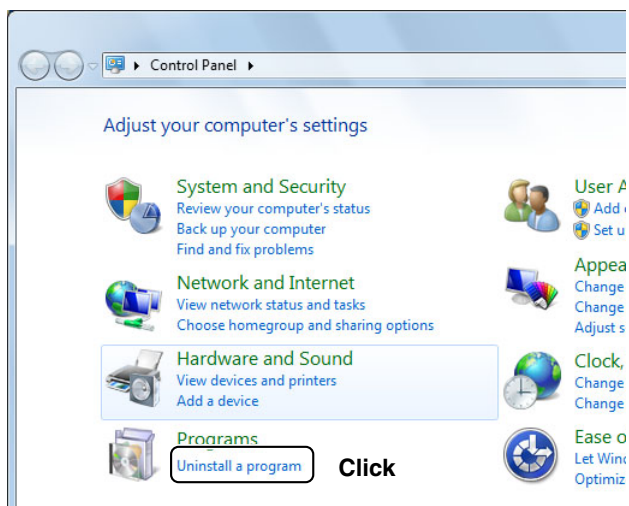 Control Panel
Adjust your computer's settings
System and Security
Review your computer's status
Back up your computer
Find and fix problems
Network and Internet
View network status and tasks
Choose homegroup and sharing options
Hardware and Sound
View devices and printers
Add a device
Programs
Uninstall a program
Click
User A
Add
Set u
Appea
Change
Change
Adjust s
Clock,
Change
Change
Ease o
Let Wind
Optimiz